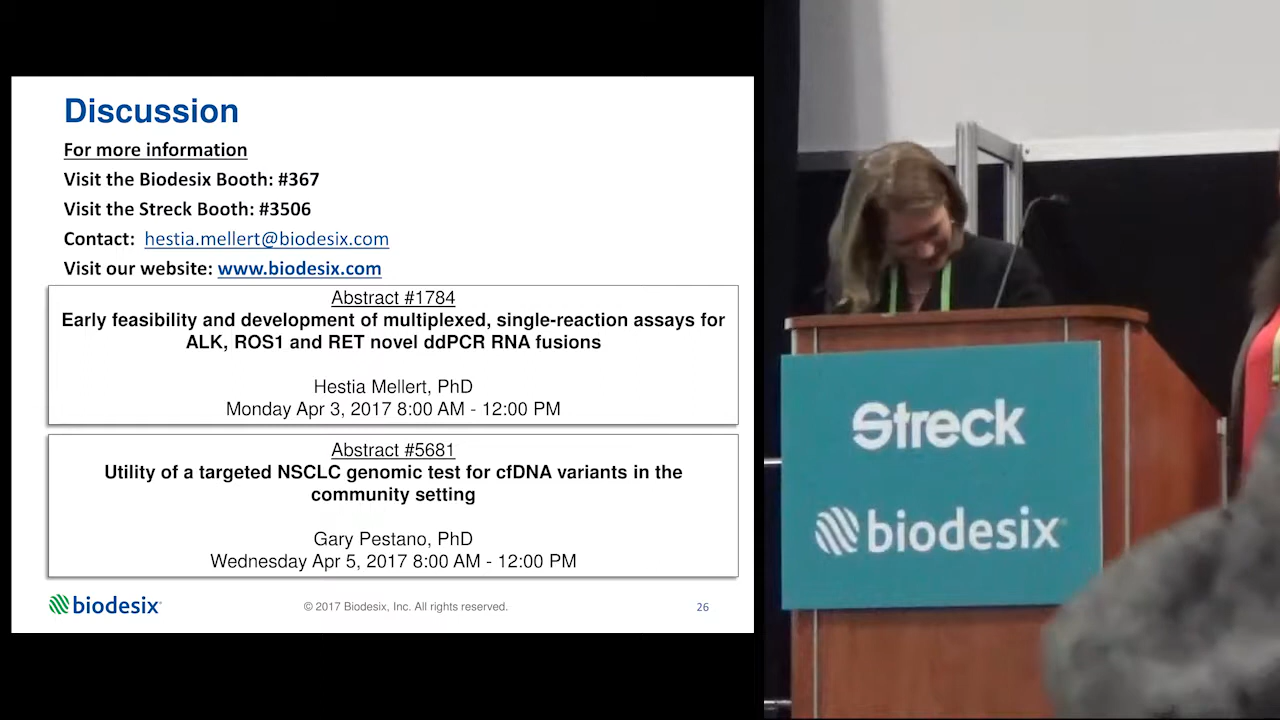 Discussion
For more information
Visit the Biodesix Booth: #367
Visit the Streck Booth: #3506
Contact: hestia.mellert@biodesix.com
Visit our website: www.biodesix.com
Abstract #1784
Early feasibility and development of multiplexed, single-reaction assays for
ALK, ROS1 and RET novel ddPCR RNA fusions
Hestia Mellert, PhD
Monday Apr 3, 2017 8:00 AM - 12:00 PM
Abstract #5681
Utility of a targeted NSCLC genomic test for cfDNA variants in the
community setting
Gary Pestano, PhD
Wednesday Apr 5, 2017 8:00 AM - 12:00 PM
biodesix
© 2017 Biodesix, Inc. All rights reserved.
26
Streck
biodesix